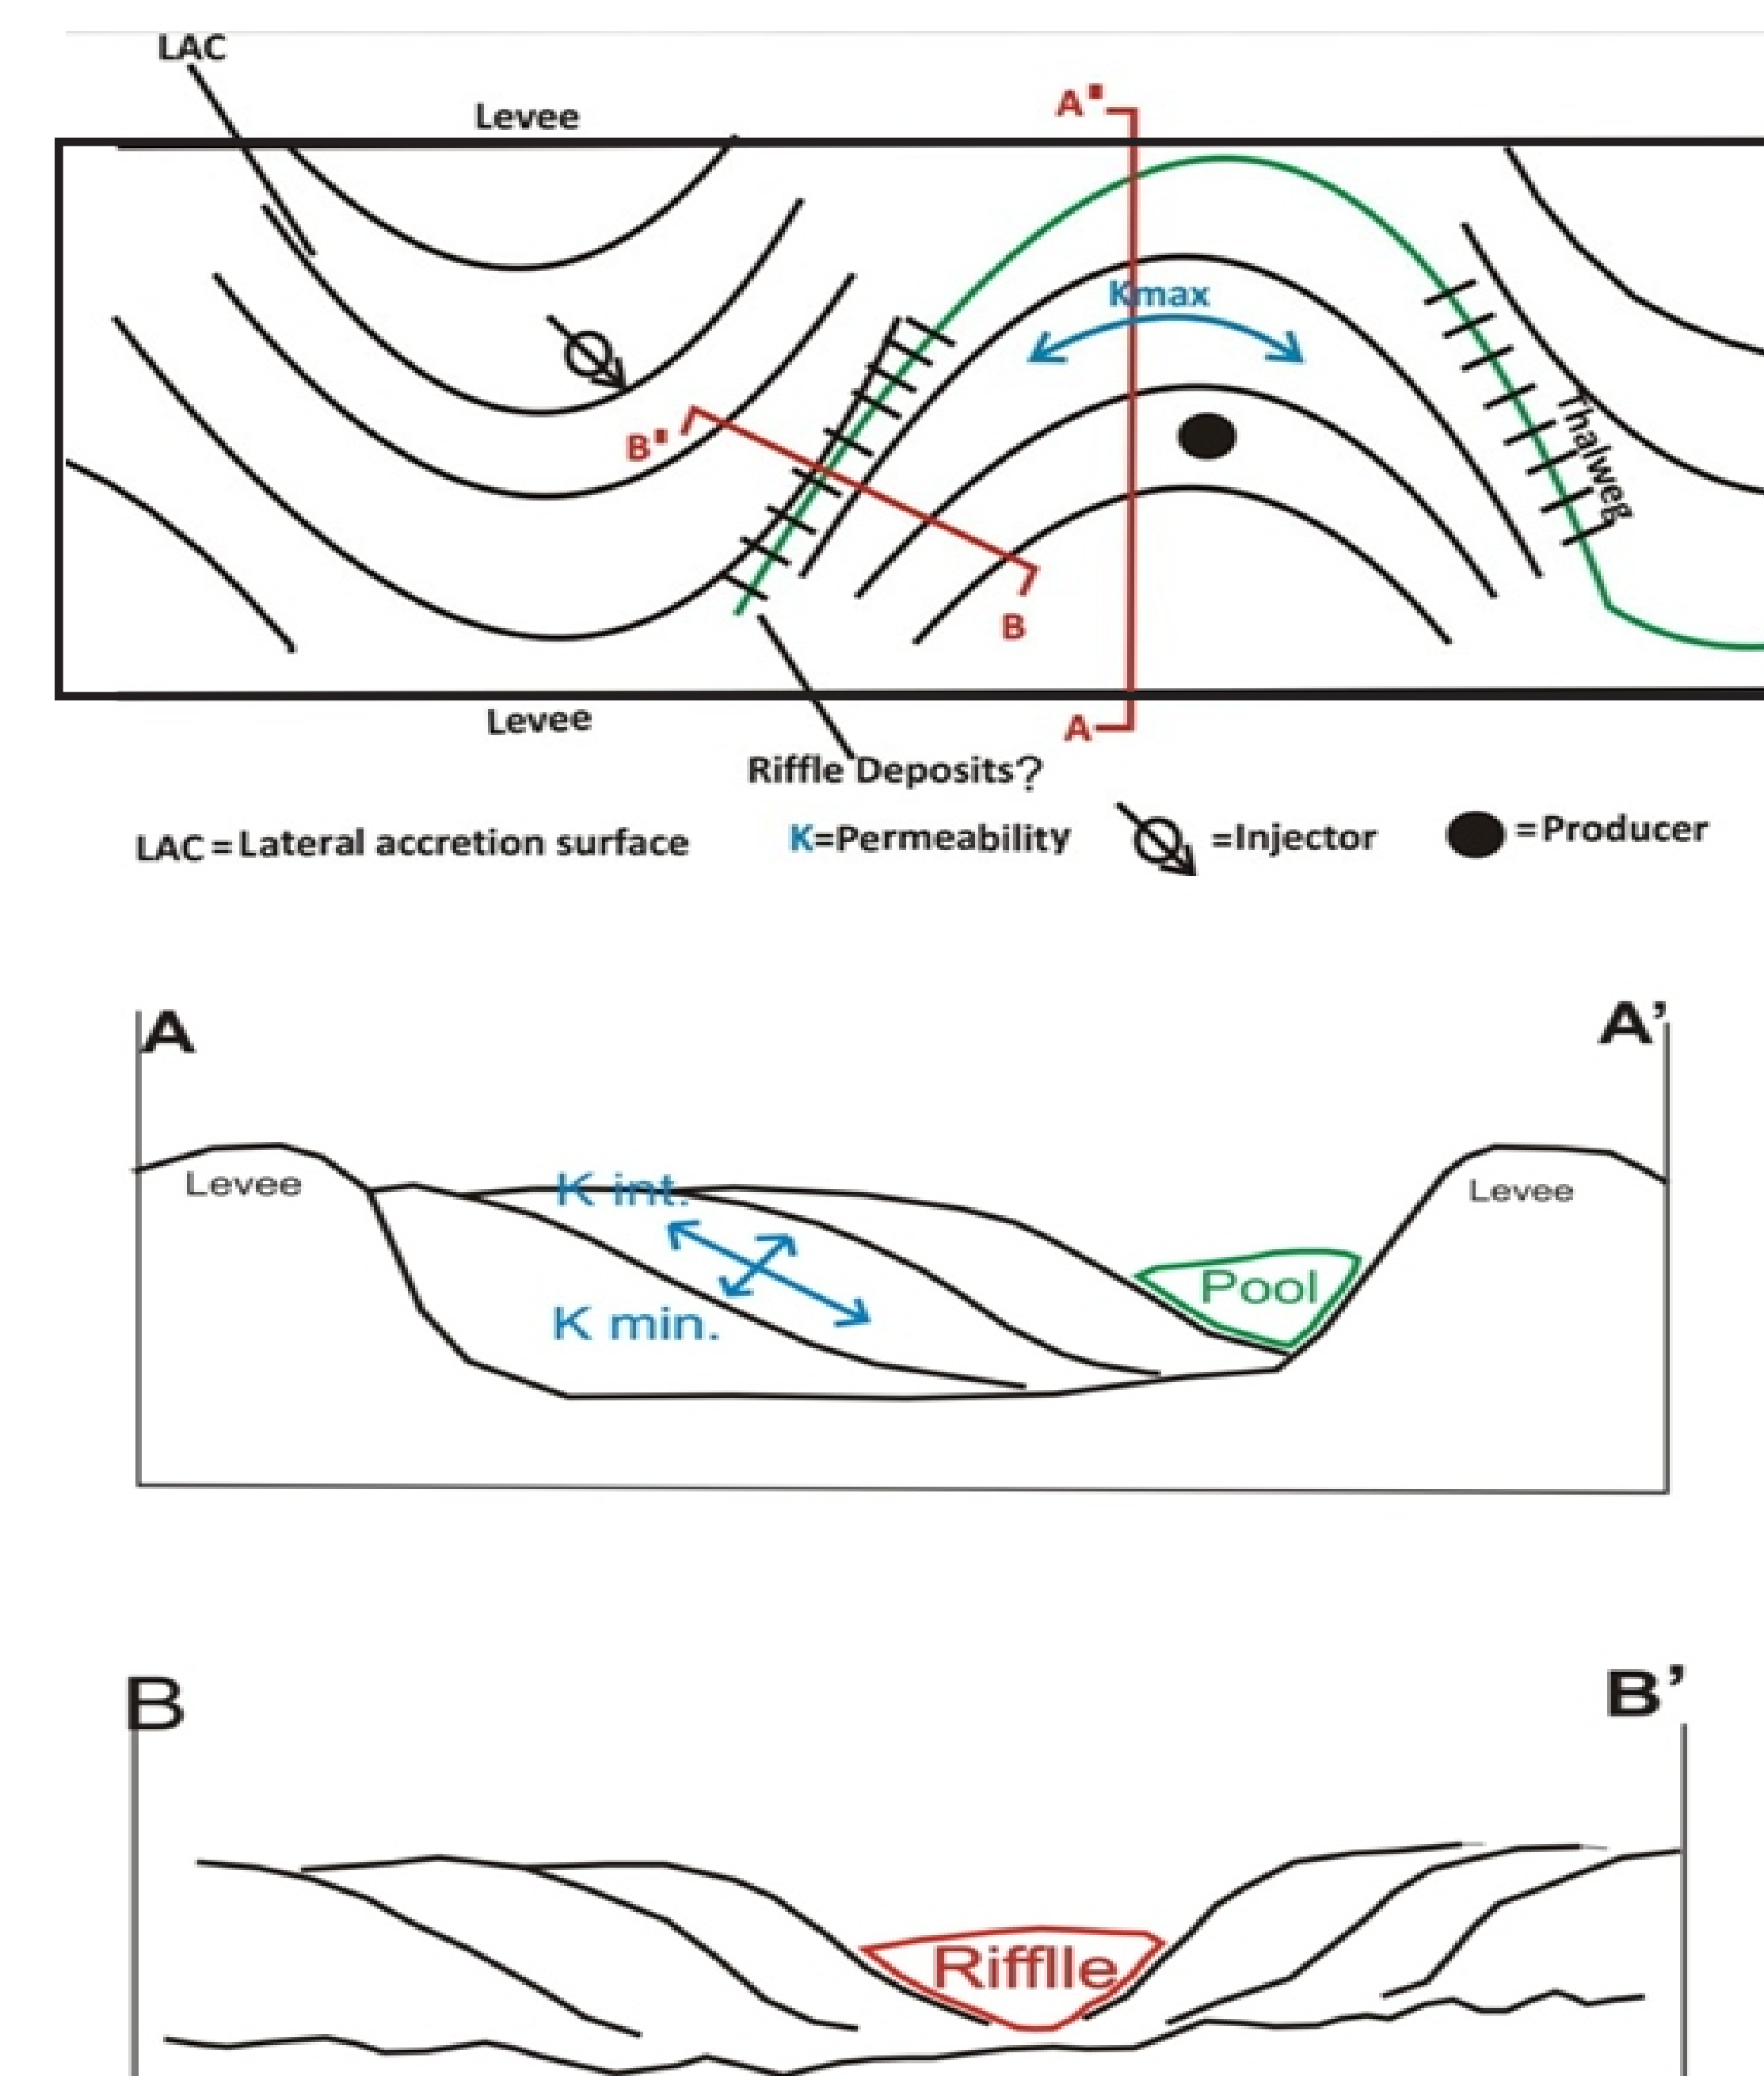 LAC
Levee
A'
Kmax
B'
Thalweg
B
Levee
A
Riffle Deposits?
LAC = Lateral accretion surface
K=Permeability
=Injector
=Producer
A
A’
Levee
K int.
Levee
Pool
K min.
B
B’
Rifflle